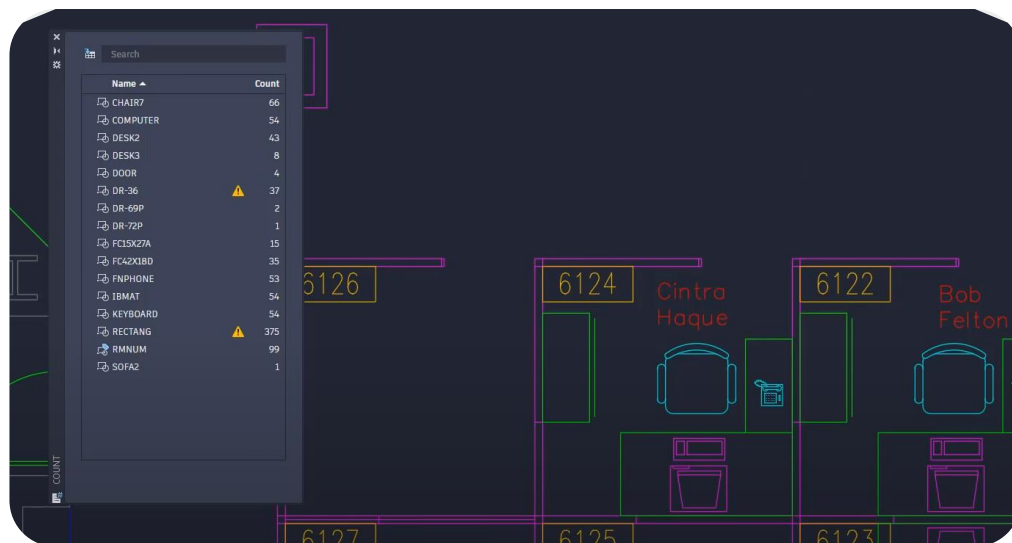 Search
Name Count
CHAIR7 66
COMPUTER 54
DESK2 43
DESK3 8
DOOR 4
DR-36 37
DR-69P 2
DR-72P 1
FC15X27A 15
FC42X18D 35
FNPHONE 53
IBMAT 54
KEYBOARD 54
RECTANG 375
RMNUM 99
SOFA2 1
COUNT
6126
6124
Cintra
Haque
6122
Bob
Felton
6127
6125
6123